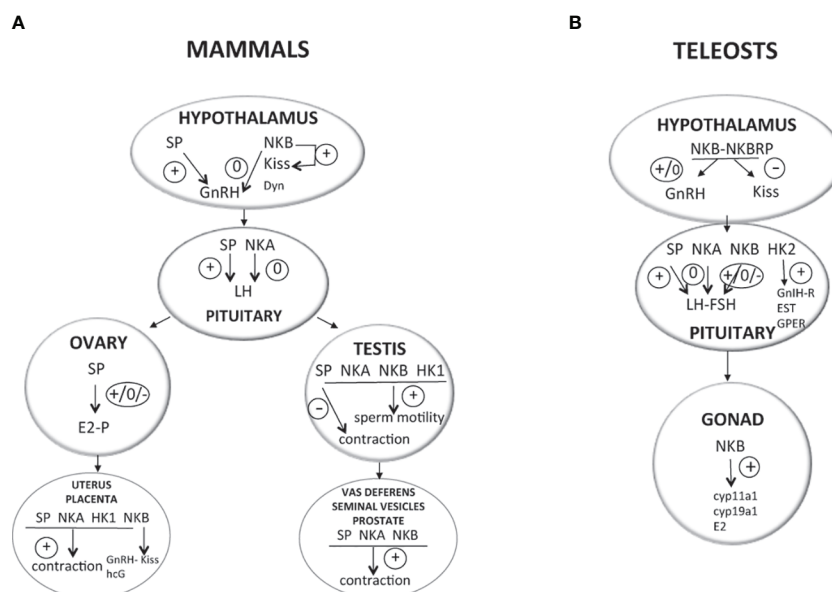 A
MAMMALS
HYPOTHALAMUS
SP NKB
+ 0 Kiss +
GnRH Dyn
SP NKA
+ 0
LH
PITUITARY
OVARY
SP
+/0/-
E2-P
UTERUS
PLACENTA
SP NKA HK1 NKB
+
contraction GnRH- Kiss
hcG
TESTIS
SP NKA NKB HK1
- +
sperm motility
contraction
VAS DEFERENS
SEMINAL VESICLES
PROSTATE
SP NKA NKB
+
contraction
B
TELEOSTS
HYPOTHALAMUS
NKB-NKBRP
+/0 -
GnRH Kiss
SP NKA NKB HK2
+ 0 +/0/- +
LH-FSH GnIH-R
EST
GPER
PITUITARY
GONAD
NKB
+
cyp11a1
cyp19a1
E2